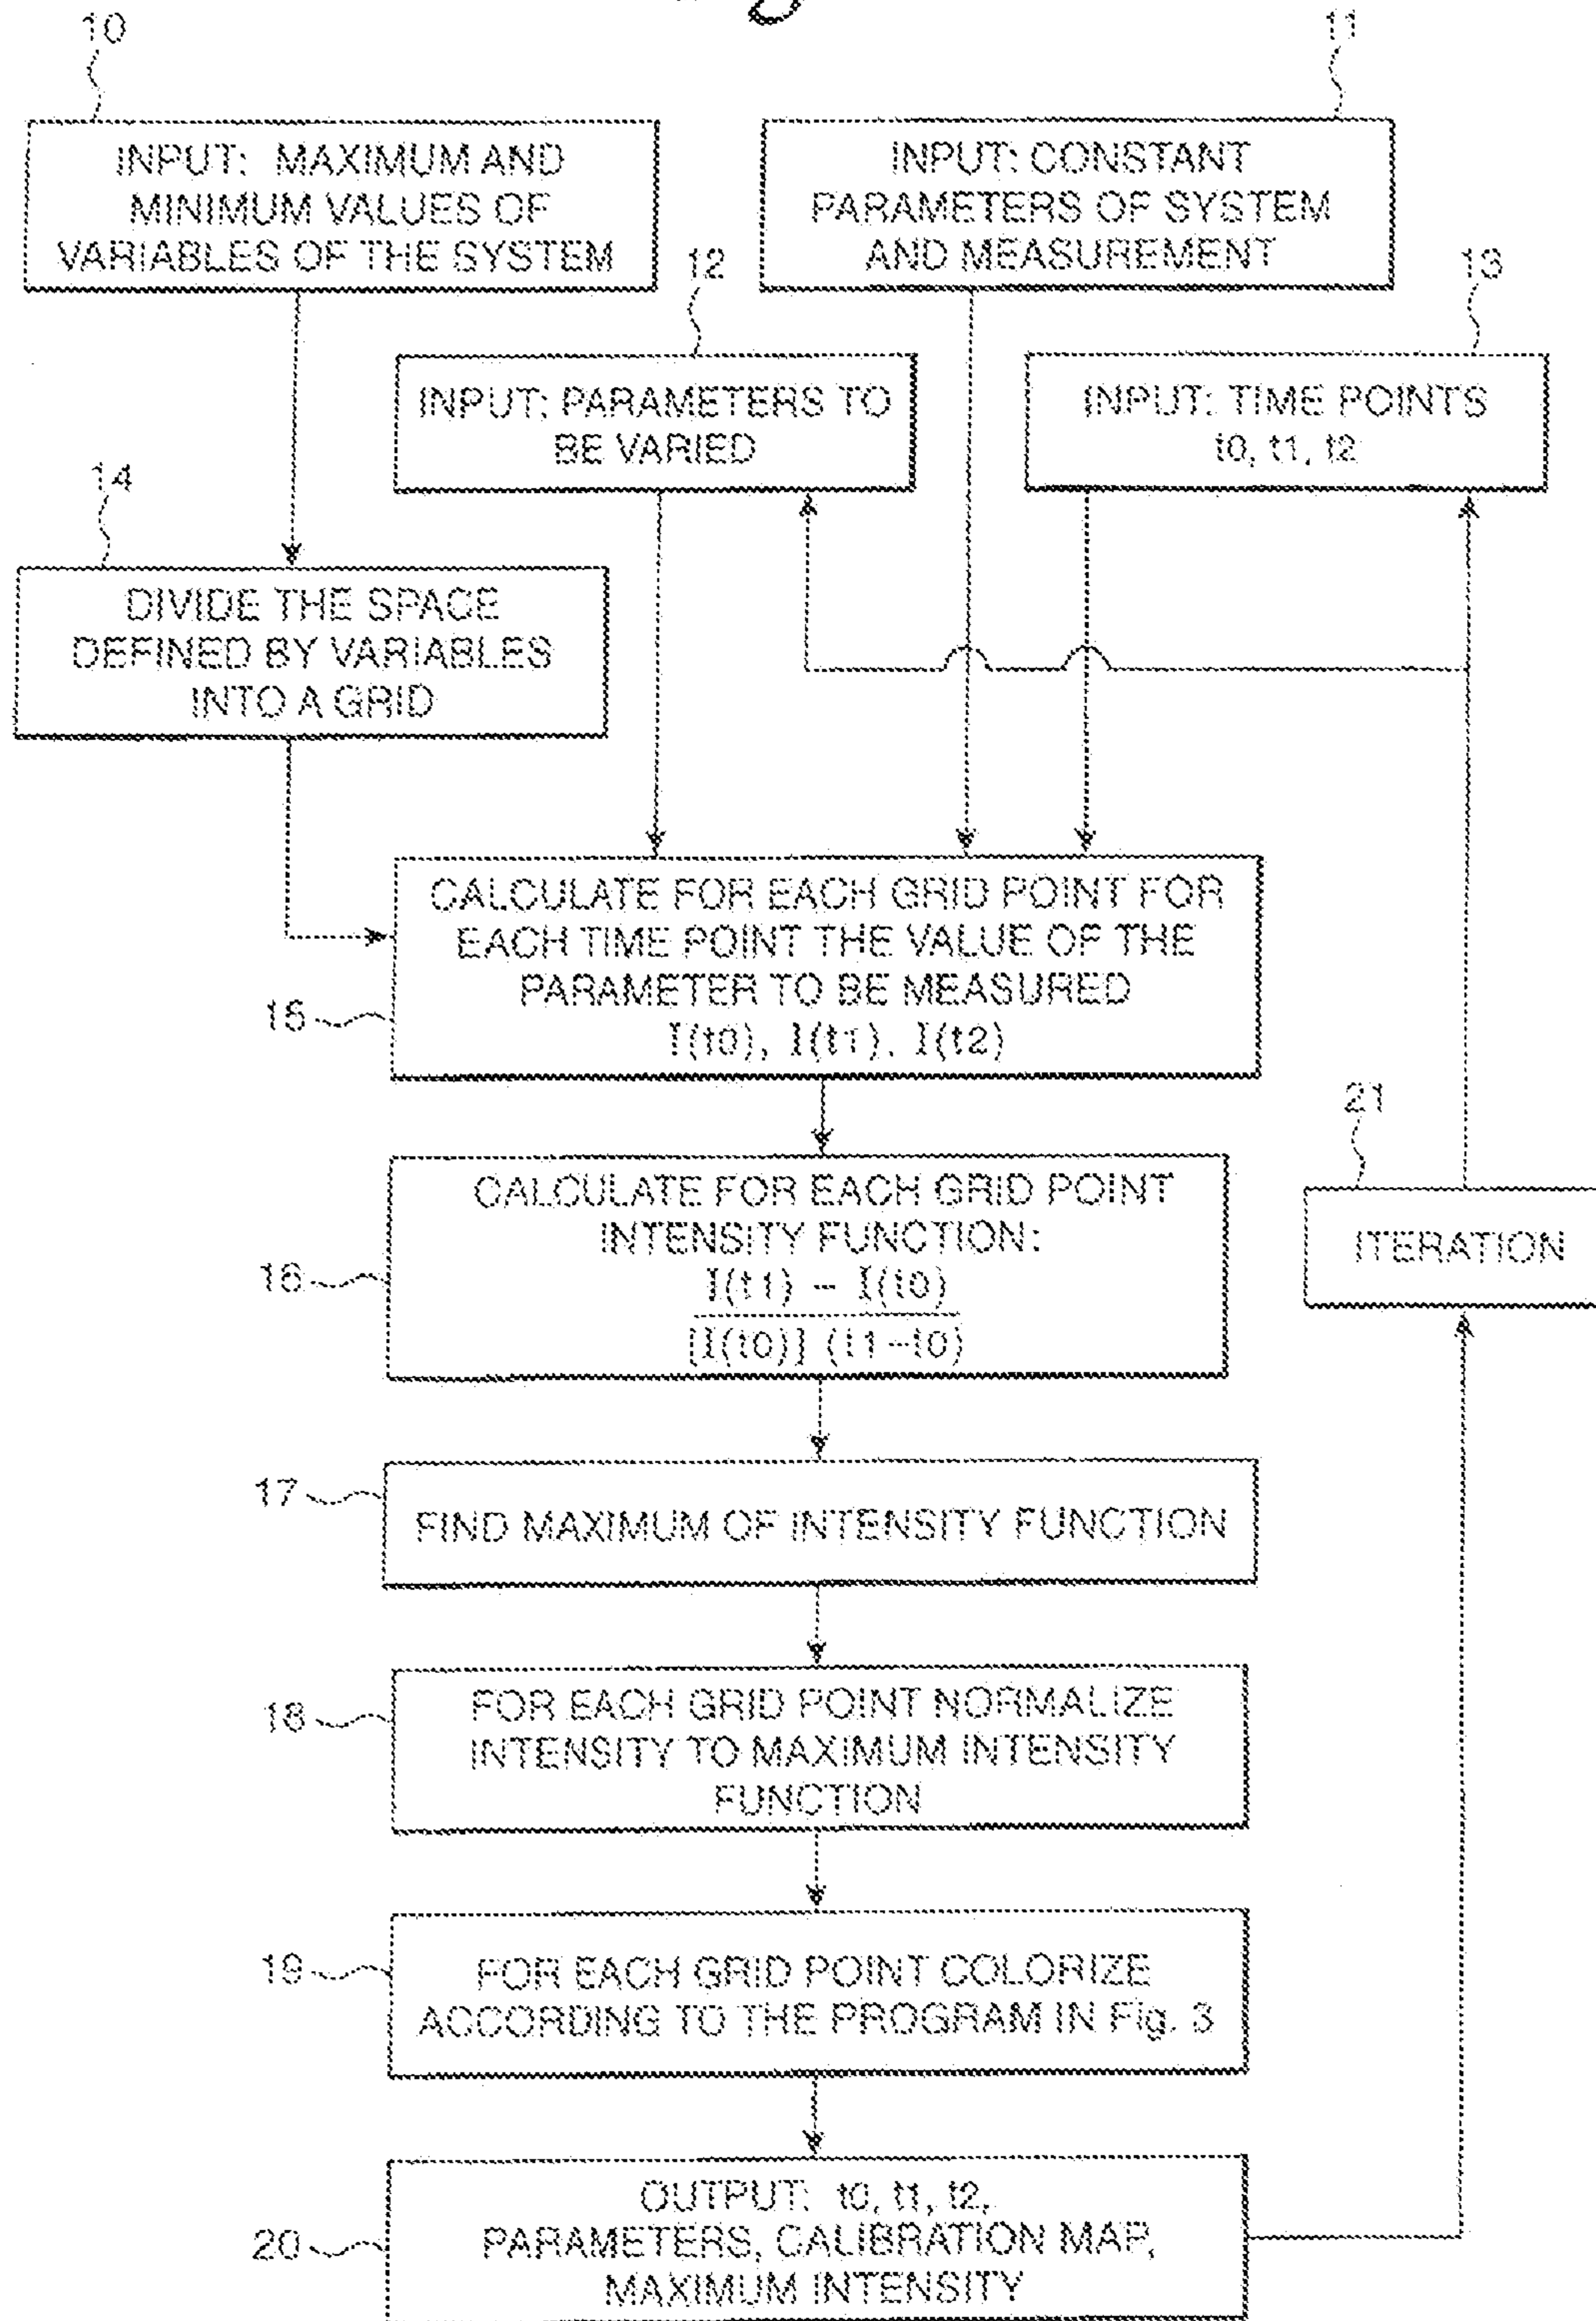 10
11
INPUT: MAXIMUM AND
MINIMUM VALUES OF
VARIABLES OF THE SYSTEM
INPUT: CONSTANT
PARAMETERS OF SYSTEM
AND MEASUREMENT
12
13
INPUT: PARAMETERS TO
BE VARIED
INPUT: TIME POINTS
t0, t1, t2
14
DIVIDE THE SPACE
DEFINED BY VARIABLES
INTO A GRID
CALCULATE FOR EACH GRID POINT FOR
EACH TIME POINT THE VALUE OF THE
PARAMETER TO BE MEASURED
I(t0), I(t1), I(t2)
15
CALCULATE FOR EACH GRID POINT
INTENSITY FUNCTION:
I(t1) - I(t0)
[I(t0)] (t1-t0)
16
21
ITERATION
17
FIND MAXIMUM OF INTENSITY FUNCTION
18
FOR EACH GRID POINT NORMALIZE
INTENSITY TO MAXIMUM INTENSITY
FUNCTION
19
FOR EACH GRID POINT COLORIZE
ACCORDING TO THE PROGRAM IN Fig. 3
20
OUTPUT: t0, t1, t2,
PARAMETERS, CALIBRATION MAP,
MAXIMUM INTENSITY